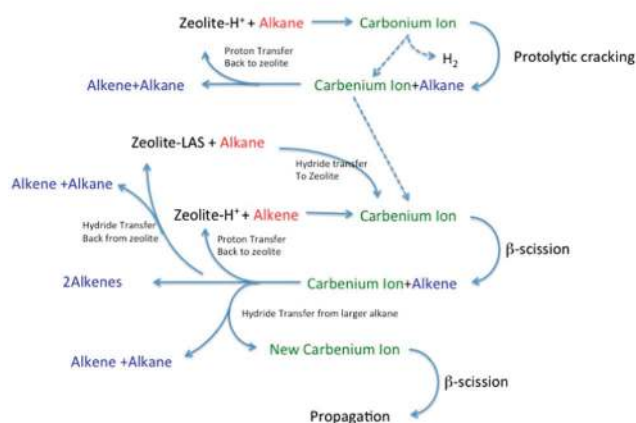 Zeolite-H⁺ + Alkane
Carbonium Ion
Proton Transfer
Back to zeolite
H₂
Protolytic cracking
Alkene+Alkane
Carbenium Ion+Alkane
Zeolite-LAS + Alkane
Hydride transfer
To Zeolite
Alkene +Alkane
Zeolite-H⁺ + Alkene
Carbenium Ion
Hydride Transfer
Back from zeolite
Proton Transfer
Back to zeolite
β-scission
2Alkenes
Carbenium Ion+Alkene
Hydride Transfer from larger alkane
Alkene +Alkane
New Carbenium Ion
β-scission
Propagation